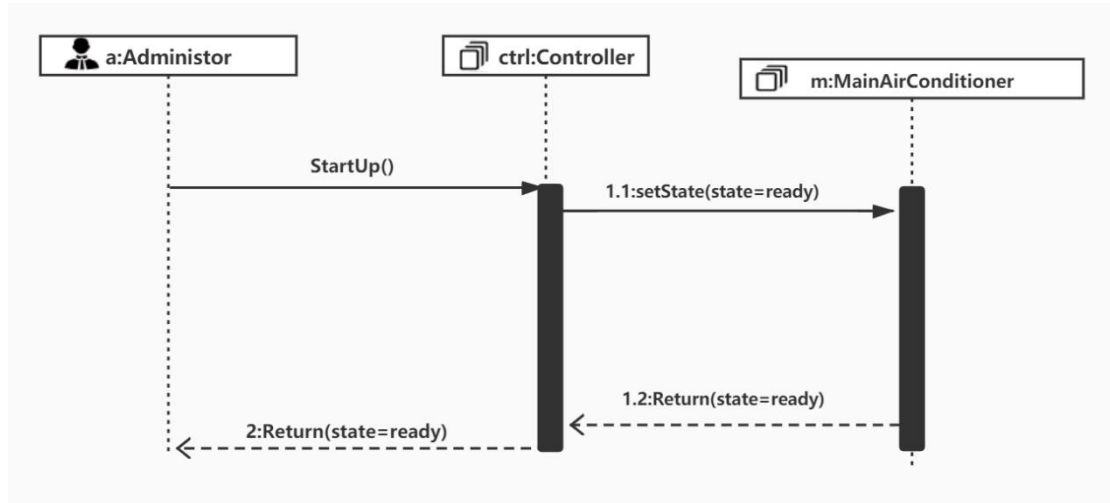 a:Administor
ctrl:Controller
m:MainAirConditioner
StartUp()
1.1:setState(state=ready)
1.2:Return(state=ready)
2:Return(state=ready)